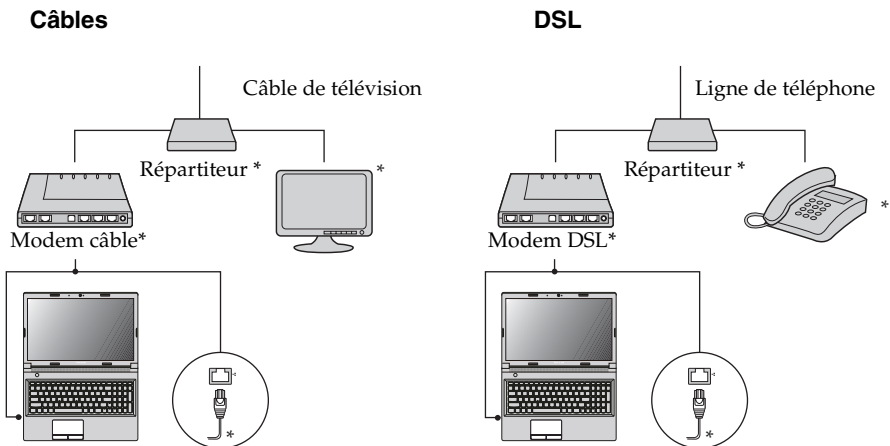 Câbles
DSL
Câble de télévision
Ligne de téléphone
Répartiteur *
*
Répartiteur *
*
Modem câble*
Modem DSL*
*
*